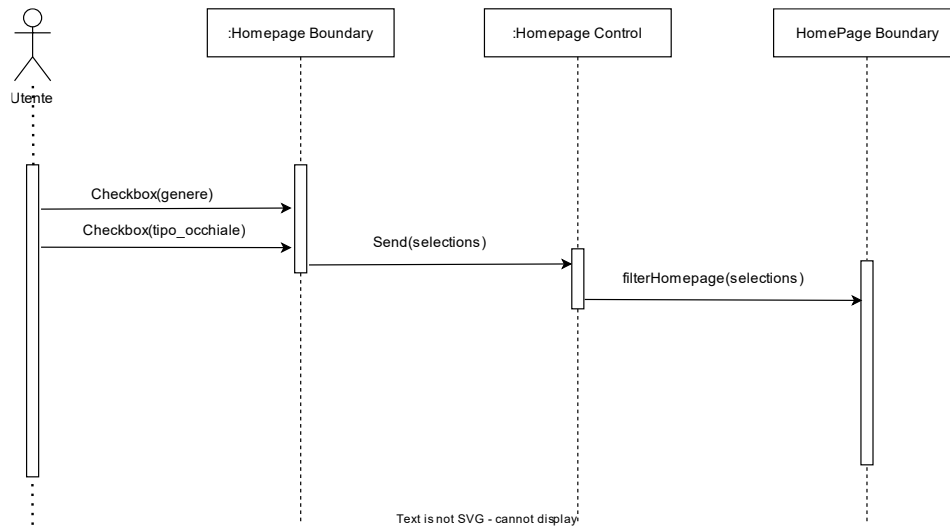 :Homepage Boundary
:Homepage Control
HomePage Boundary
Utente
Checkbox(genere)
Checkbox(tipo_occhiale)
Send(selections)
filterHomepage(selections)
Text is not SVG - cannot display